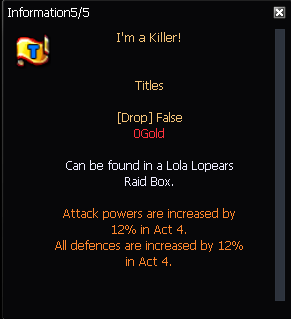 Information5/5
I'm a Killer!
T
Titles
[Drop] False
0Gold
Can be found in a Lola Lopears
Raid Box.
Attack powers are increased by
12% in Act 4.
All defences are increased by 12%
in Act 4.